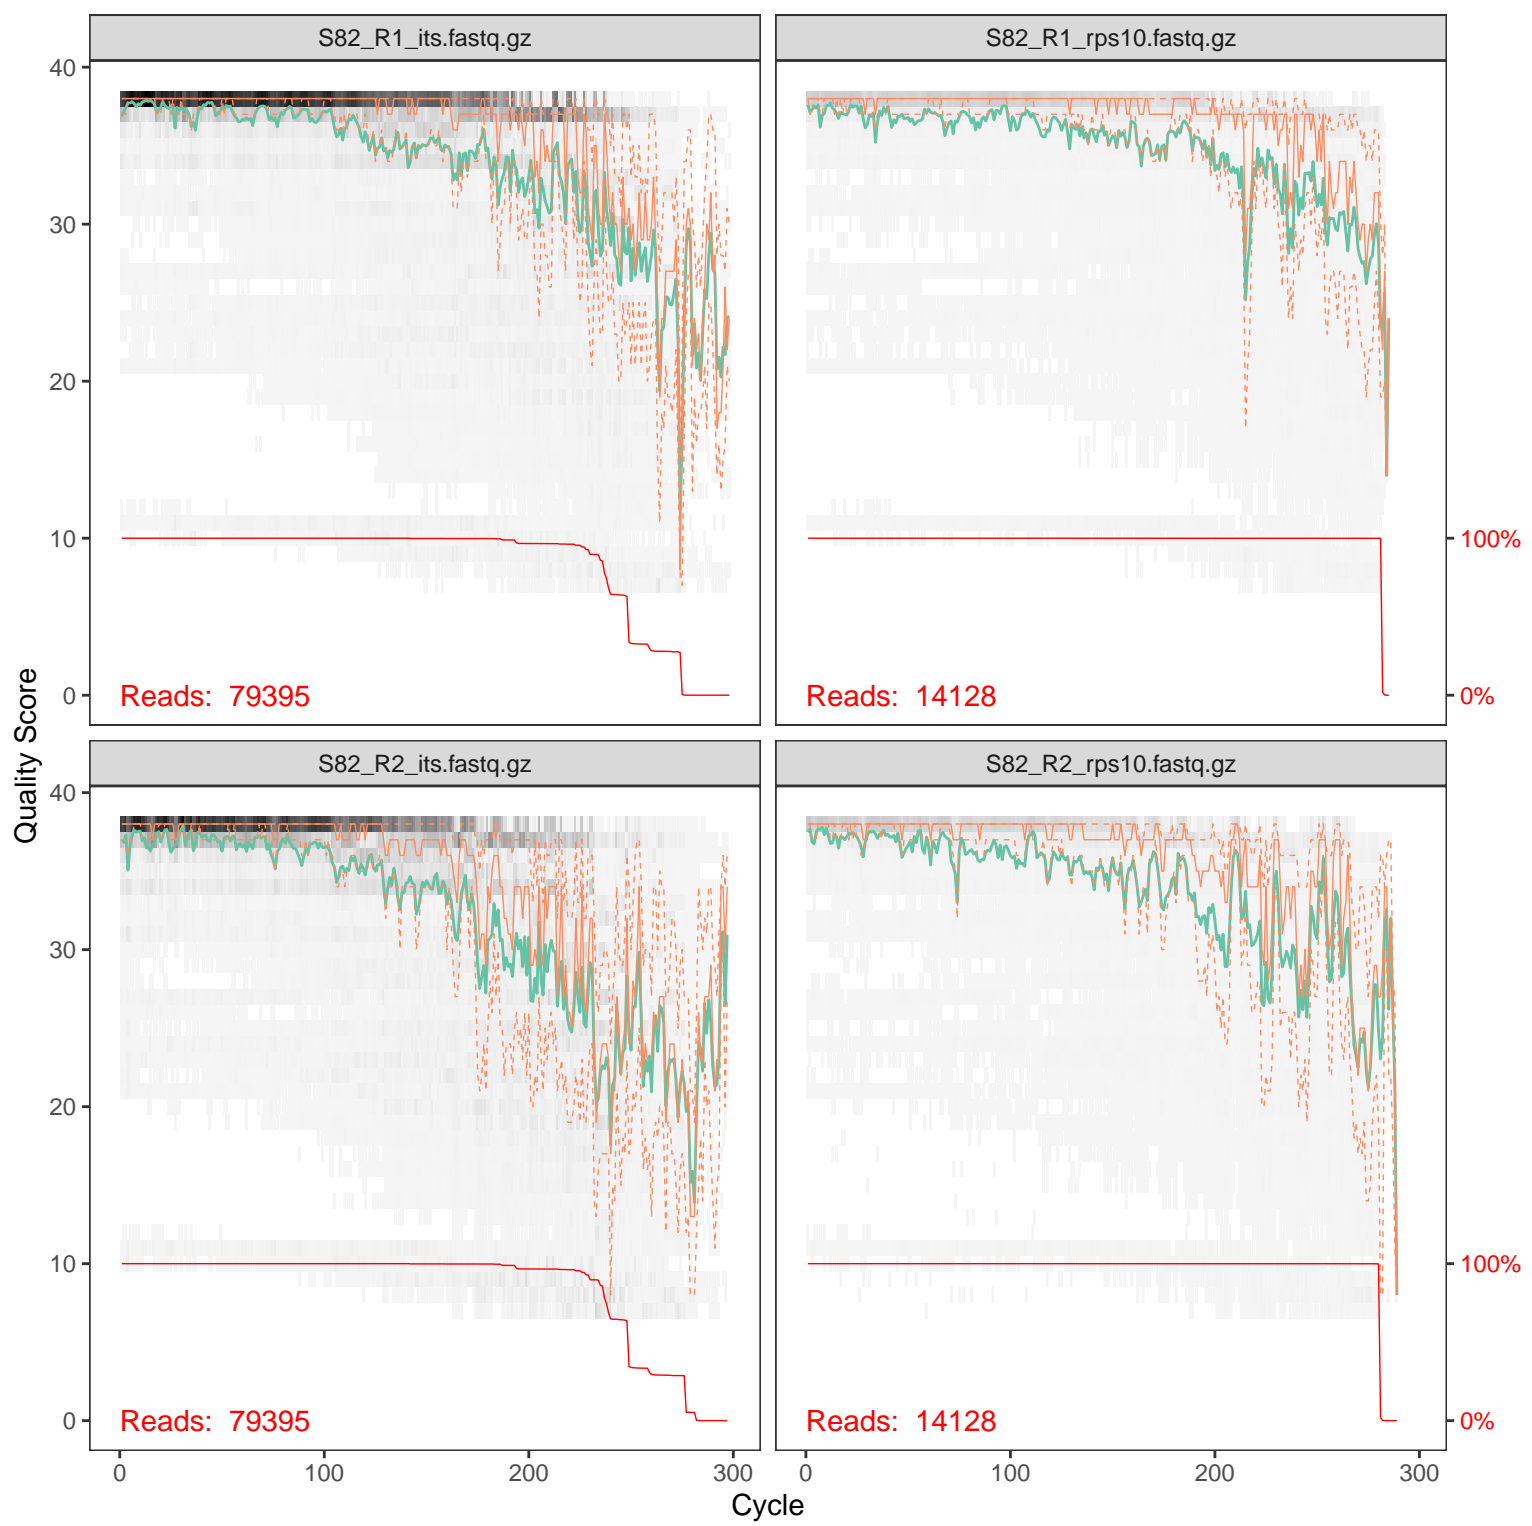 S82_R1_its.fastq.gz
S82_R1_rps10.fastq.gz
40
30
20
10
0
Reads: 79395
Reads: 14128
100%
0%
Quality Score
S82_R2_its.fastq.gz
S82_R2_rps10.fastq.gz
40
30
20
10
0
Reads: 79395
Reads: 14128
100%
0%
0 100 200 300
0 100 200 300
Cycle